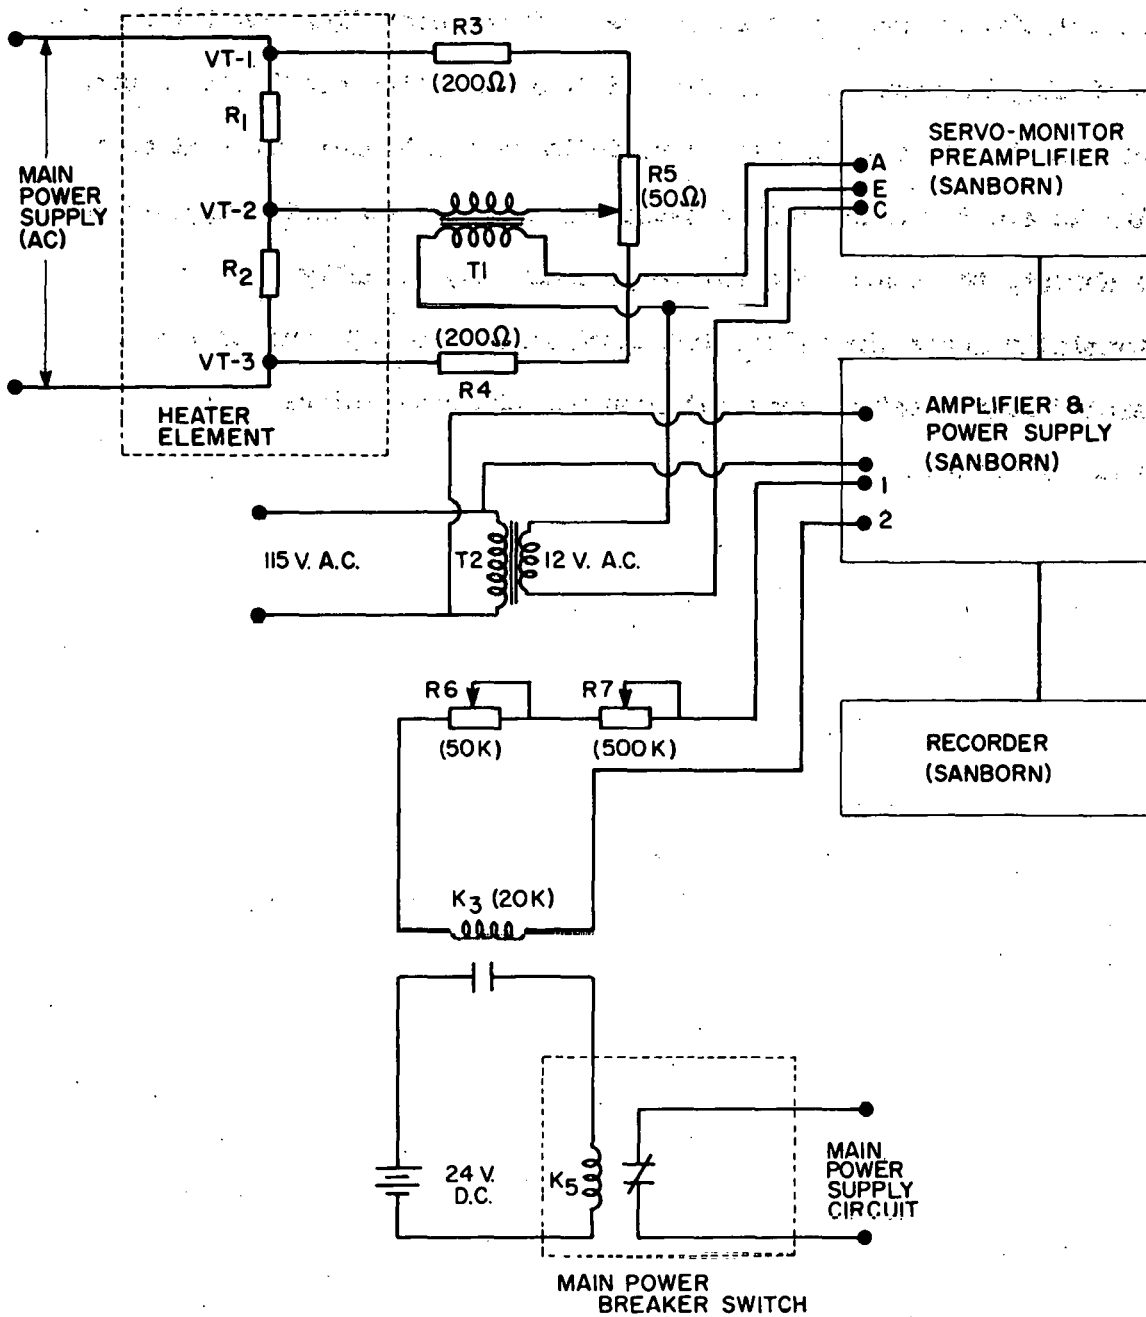 R3
(200Ω)
VT-1
R1
MAIN
POWER
SUPPLY
(AC)
VT-2
R5
(50Ω)
T1
R2
(200Ω)
VT-3
R4
HEATER
ELEMENT
SERVO-MONITOR
PREAMPLIFIER
(SANBORN)
A
E
C
AMPLIFIER &
POWER SUPPLY
(SANBORN)
1
2
115 V. A.C.
T2
12 V. A.C.
R6
(50K)
R7
(500K)
RECORDER
(SANBORN)
K3 (20K)
24 V.
D.C.
K5
MAIN
POWER
SUPPLY
CIRCUIT
MAIN POWER
BREAKER SWITCH